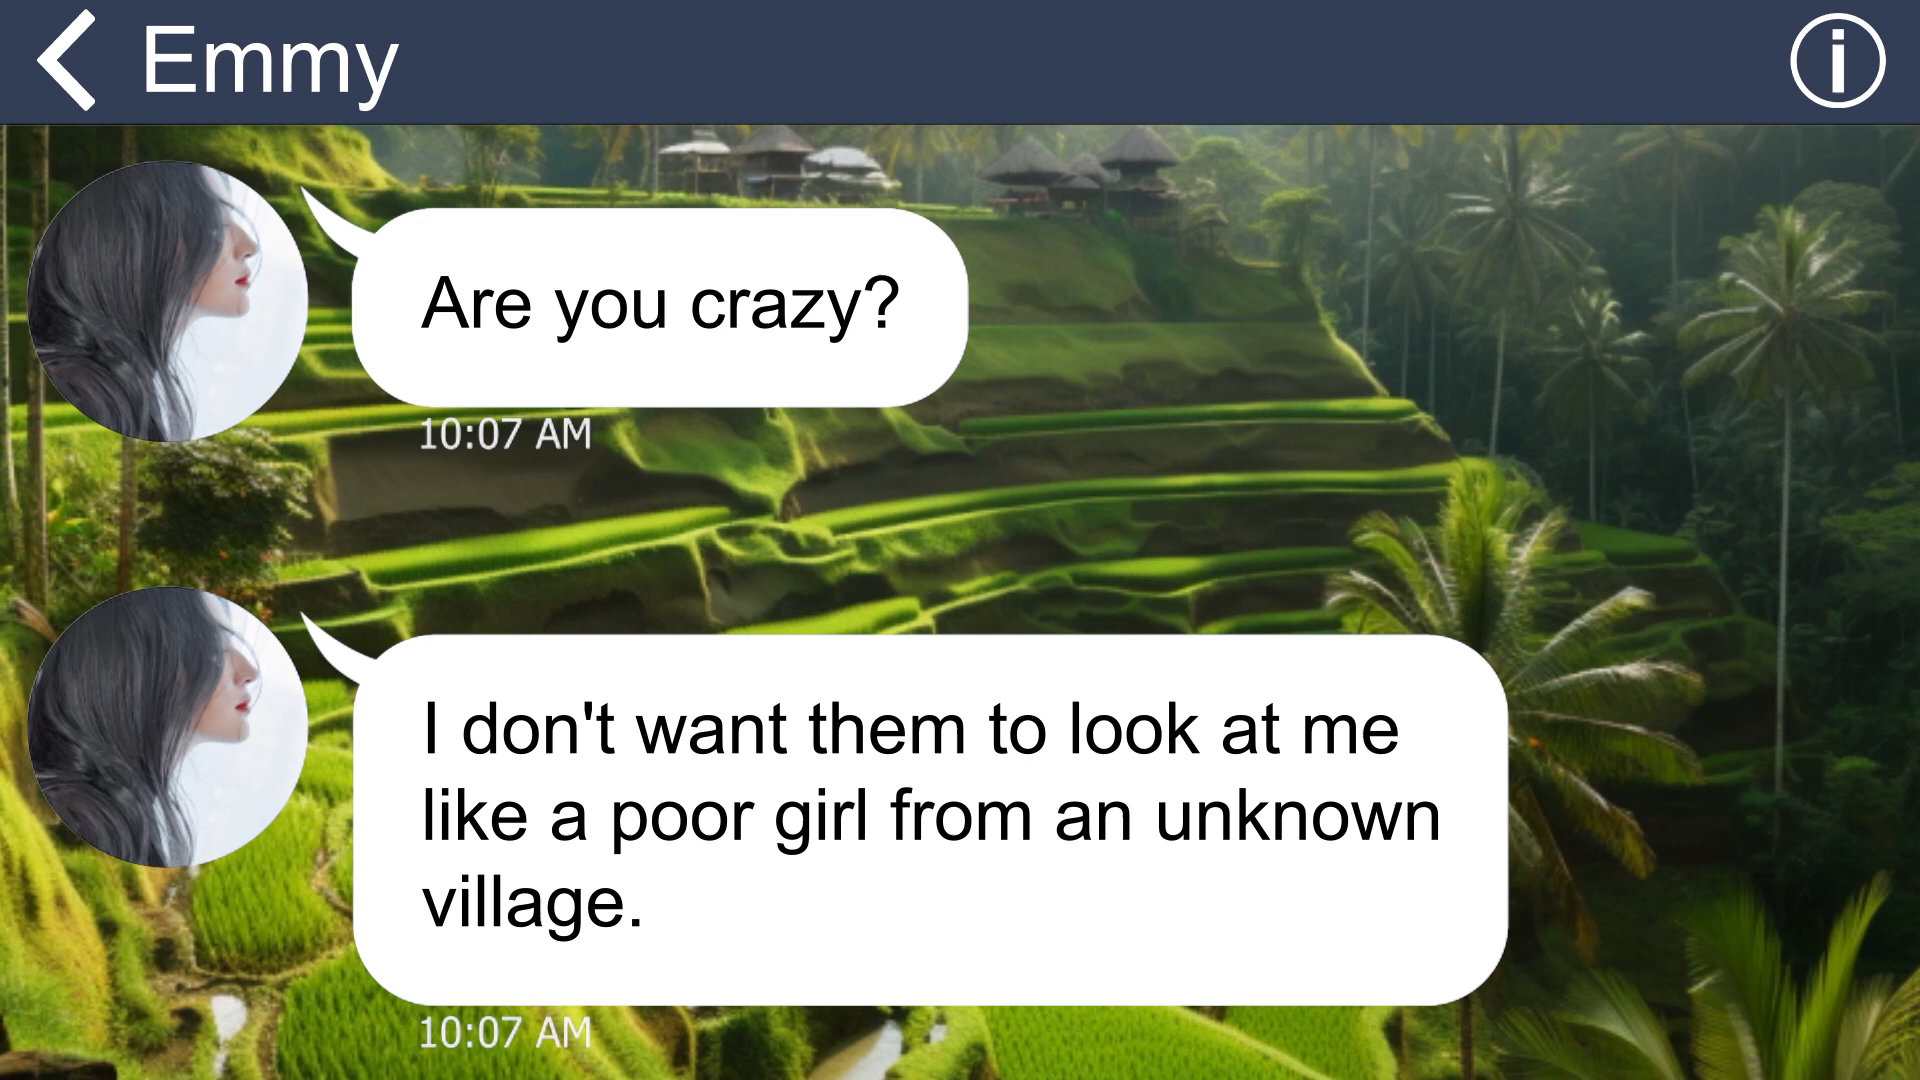 Emmy
Are you crazy?
10:07 AM
I don't want them to look at me
like a poor girl from an unknown
village.
10:07 AM